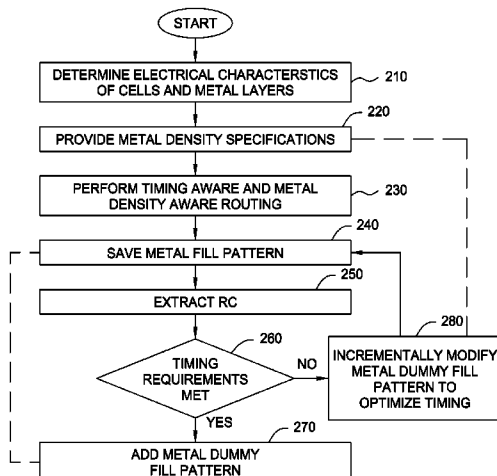 START
DETERMINE ELECTRICAL CHARACTERSTICS
OF CELLS AND METAL LAYERS
210
220
PROVIDE METAL DENSITY SPECIFICATIONS
PERFORM TIMING AWARE AND METAL
DENSITY AWARE ROUTING
230
240
SAVE METAL FILL PATTERN
250
EXTRACT RC
260
TIMING
REQUIREMENTS
MET
NO
280
INCREMENTALLY MODIFY
METAL DUMMY FILL
PATTERN TO
OPTIMIZE TIMING
YES
270
ADD METAL DUMMY
FILL PATTERN